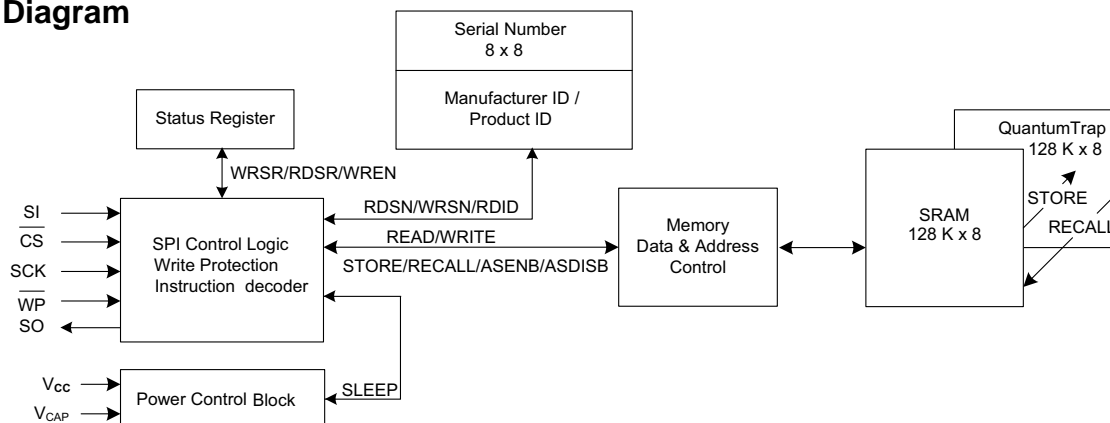 Diagram
Serial Number
8 x 8
Manufacturer ID /
Product ID
Status Register
QuantumTrap
128 K x 8
WRSR/RDSR/WREN
STORE
RECALL
SI
CS
SCK
WP
SO
SPI Control Logic
Write Protection
Instruction decoder
RDSN/WRSN/RDID
READ/WRITE
STORE/RECALL/ASENB/ASDISB
Memory
Data & Address
Control
SRAM
128 K x 8
VCC
VCAP
Power Control Block
SLEEP